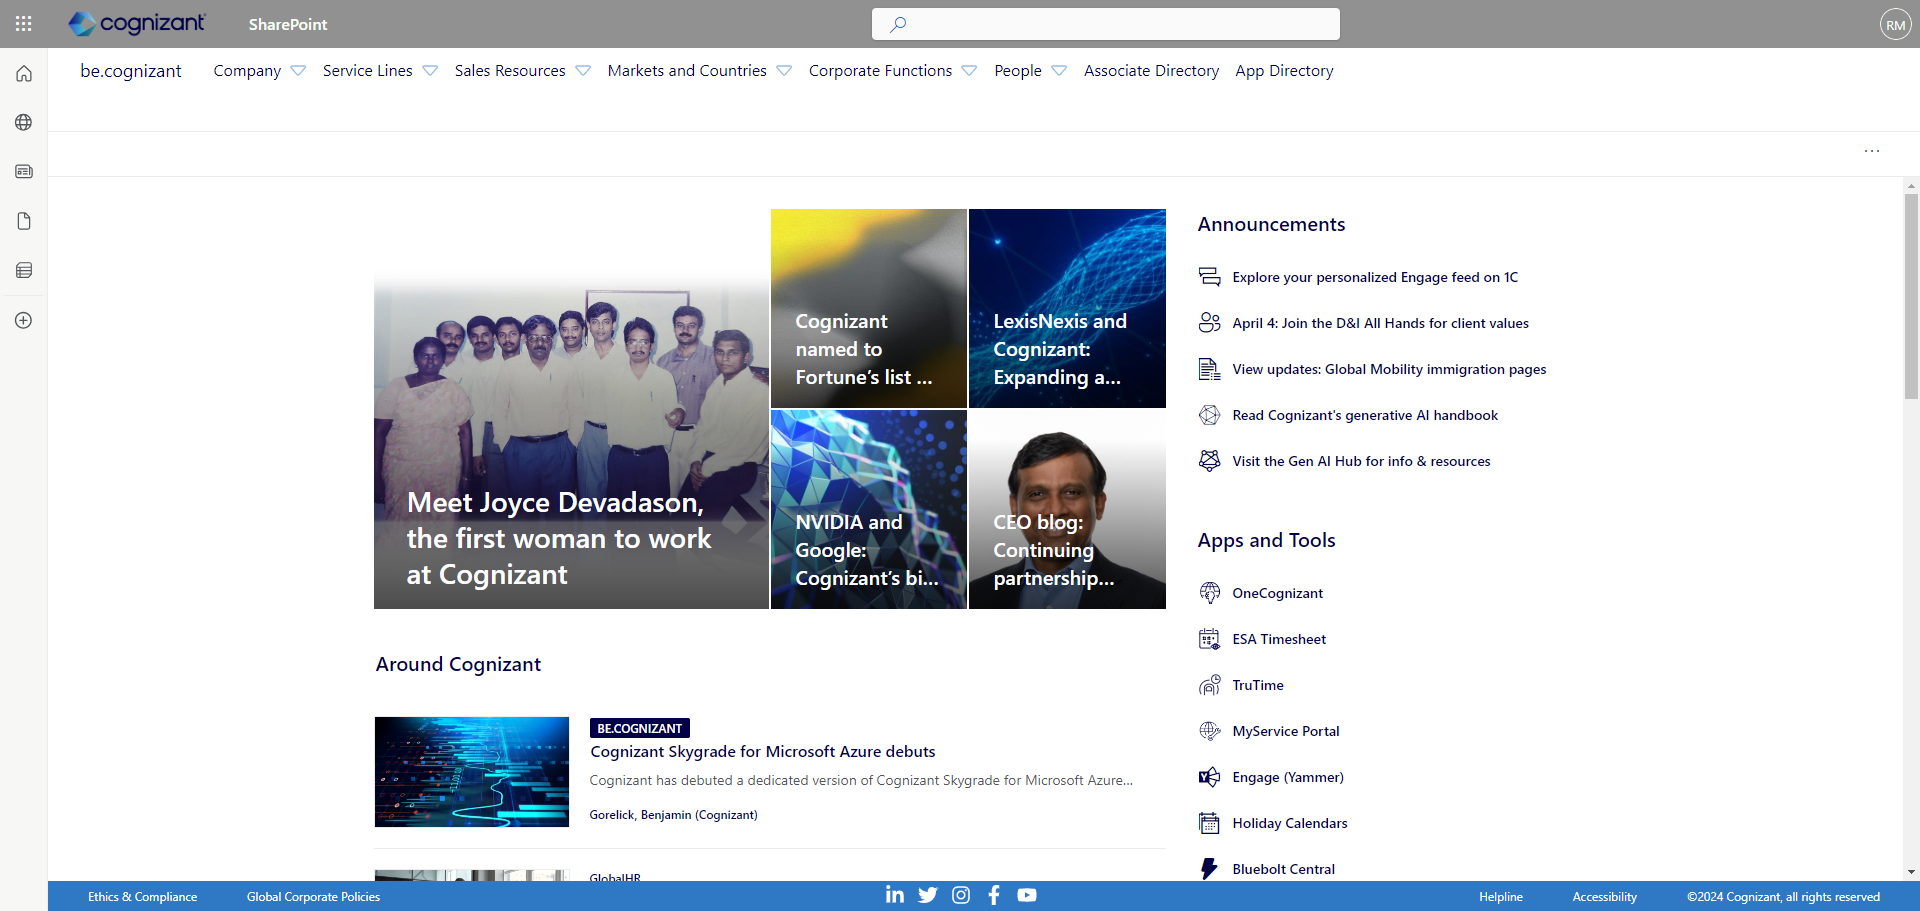 cognizant
SharePoint
RM
be.cognizant
Company
Service Lines
Sales Resources
Markets and Countries
Corporate Functions
People
Associate Directory
App Directory
Meet Joyce Devadason,
the first woman to work
at Cognizant
Cognizant
named to
Fortune’s list ...
LexisNexis and
Cognizant:
Expanding a...
NVIDIA and
Google:
Cognizant’s bi...
CEO blog:
Continuing
partnership...
Announcements
Explore your personalized Engage feed on 1C
April 4: Join the D&I All Hands for client values
View updates: Global Mobility immigration pages
Read Cognizant's generative AI handbook
Visit the Gen AI Hub for info & resources
Apps and Tools
OneCognizant
ESA Timesheet
TruTime
MyService Portal
Engage (Yammer)
Holiday Calendars
Bluebolt Central
Around Cognizant
BE.COGNIZANT
Cognizant Skygrade for Microsoft Azure debuts
Cognizant has debuted a dedicated version of Cognizant Skygrade for Microsoft Azure...
Gorelick, Benjamin (Cognizant)
GlobalHR
Ethics & Compliance
Global Corporate Policies
Helpline
Accessibility
©2024 Cognizant, all rights reserved